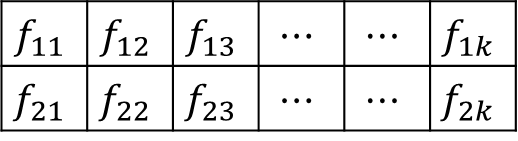 f₁₁ f₁₂ f₁₃ ⋯ ⋯ f₁ₖ
f₂₁ f₂₂ f₂₃ ⋯ ⋯ f₂ₖ